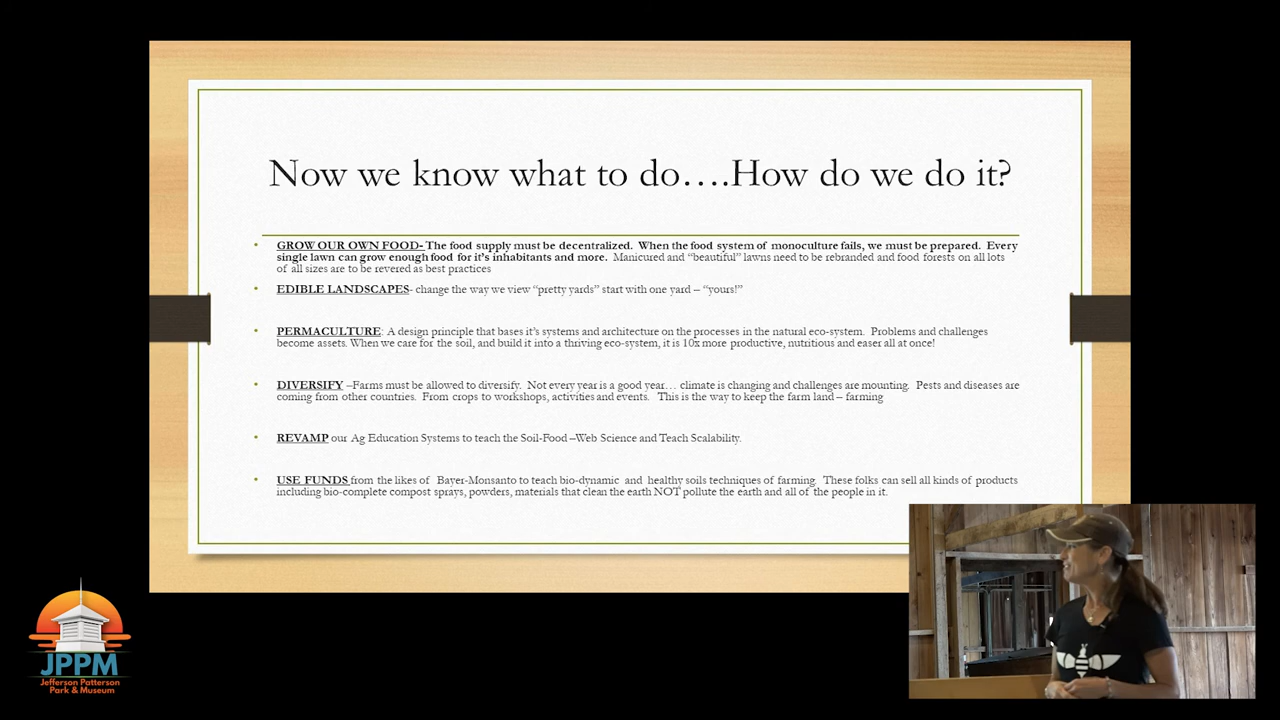 Now we know what to do….How do we do it?
• GROW OUR OWN FOOD- The food supply must be decentralized. When the food system of monoculture fails, we must be prepared. Every
single lawn can grow enough food for it's inhabitants and more. Manicured and “beautiful” lawns need to be rebranded and food forests on all lots
of all sizes are to be revered as best practices
• EDIBLE LANDSCAPES- change the way we view “pretty yards” start with one yard – “yours!”
• PERMACULTURE: A design principle that bases it's systems and architecture on the processes in the natural eco-system. Problems and challenges
become assets. When we care for the soil, and build it into a thriving eco-system, it is 10x more productive, nutritious and easer all at once!
• DIVERSIFY –Farms must be allowed to diversify. Not every year is a good year… climate is changing and challenges are mounting. Pests and diseases are
coming from other countries. From crops to workshops, activities and events. This is the way to keep the farm land – farming
• REVAMP our Ag Education Systems to teach the Soil-Food –Web Science and Teach Scalability.
• USE FUNDS from the likes of Bayer-Monsanto to teach bio-dynamic and healthy soils techniques of farming. These folks can sell all kinds of products
including bio-complete compost sprays, powders, materials that clean the earth NOT pollute the earth and all of the people in it.
JPPM
Jefferson Patterson
Park & Museum